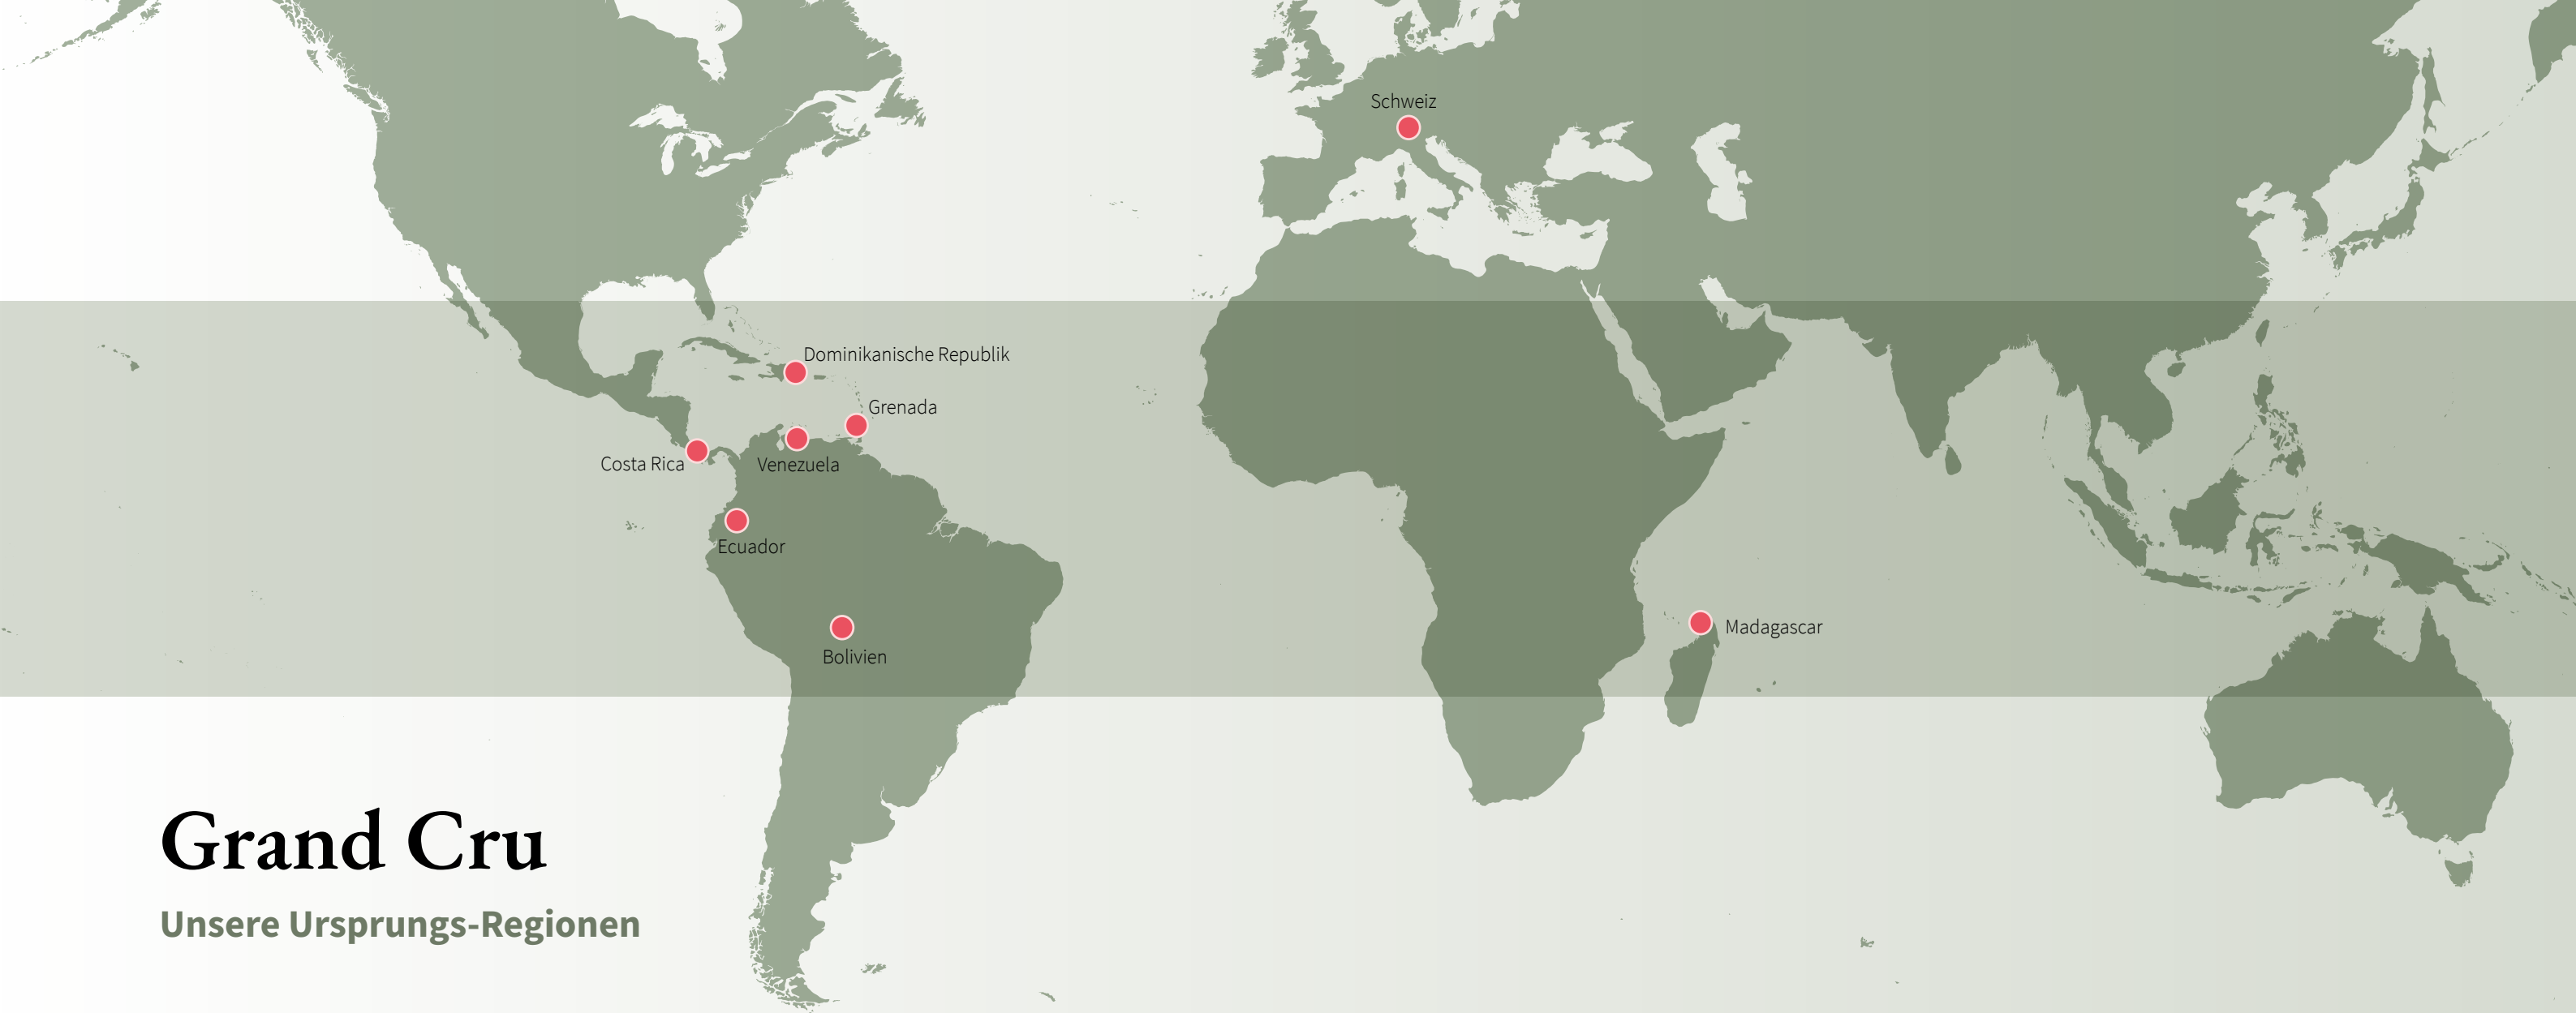 Schweiz
Dominikanische Republik
Grenada
Costa Rica
Venezuela
Ecuador
Bolivien
Madagascar
Grand Cru
Unsere Ursprungs-Regionen